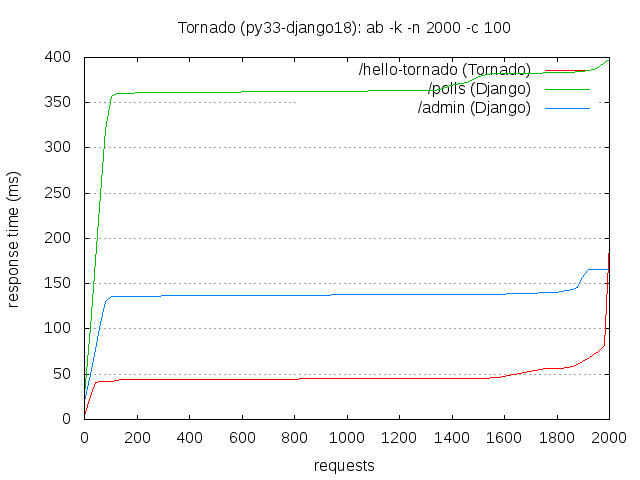 Tornado (py33-django18): ab -k -n 2000 -c 100
400
350
300
250
200
150
100
50
0
response time (ms)
/hello-tornado (Tornado)
/polls (Django)
/admin (Django)
0 200 400 600 800 1000 1200 1400 1600 1800 2000
requests